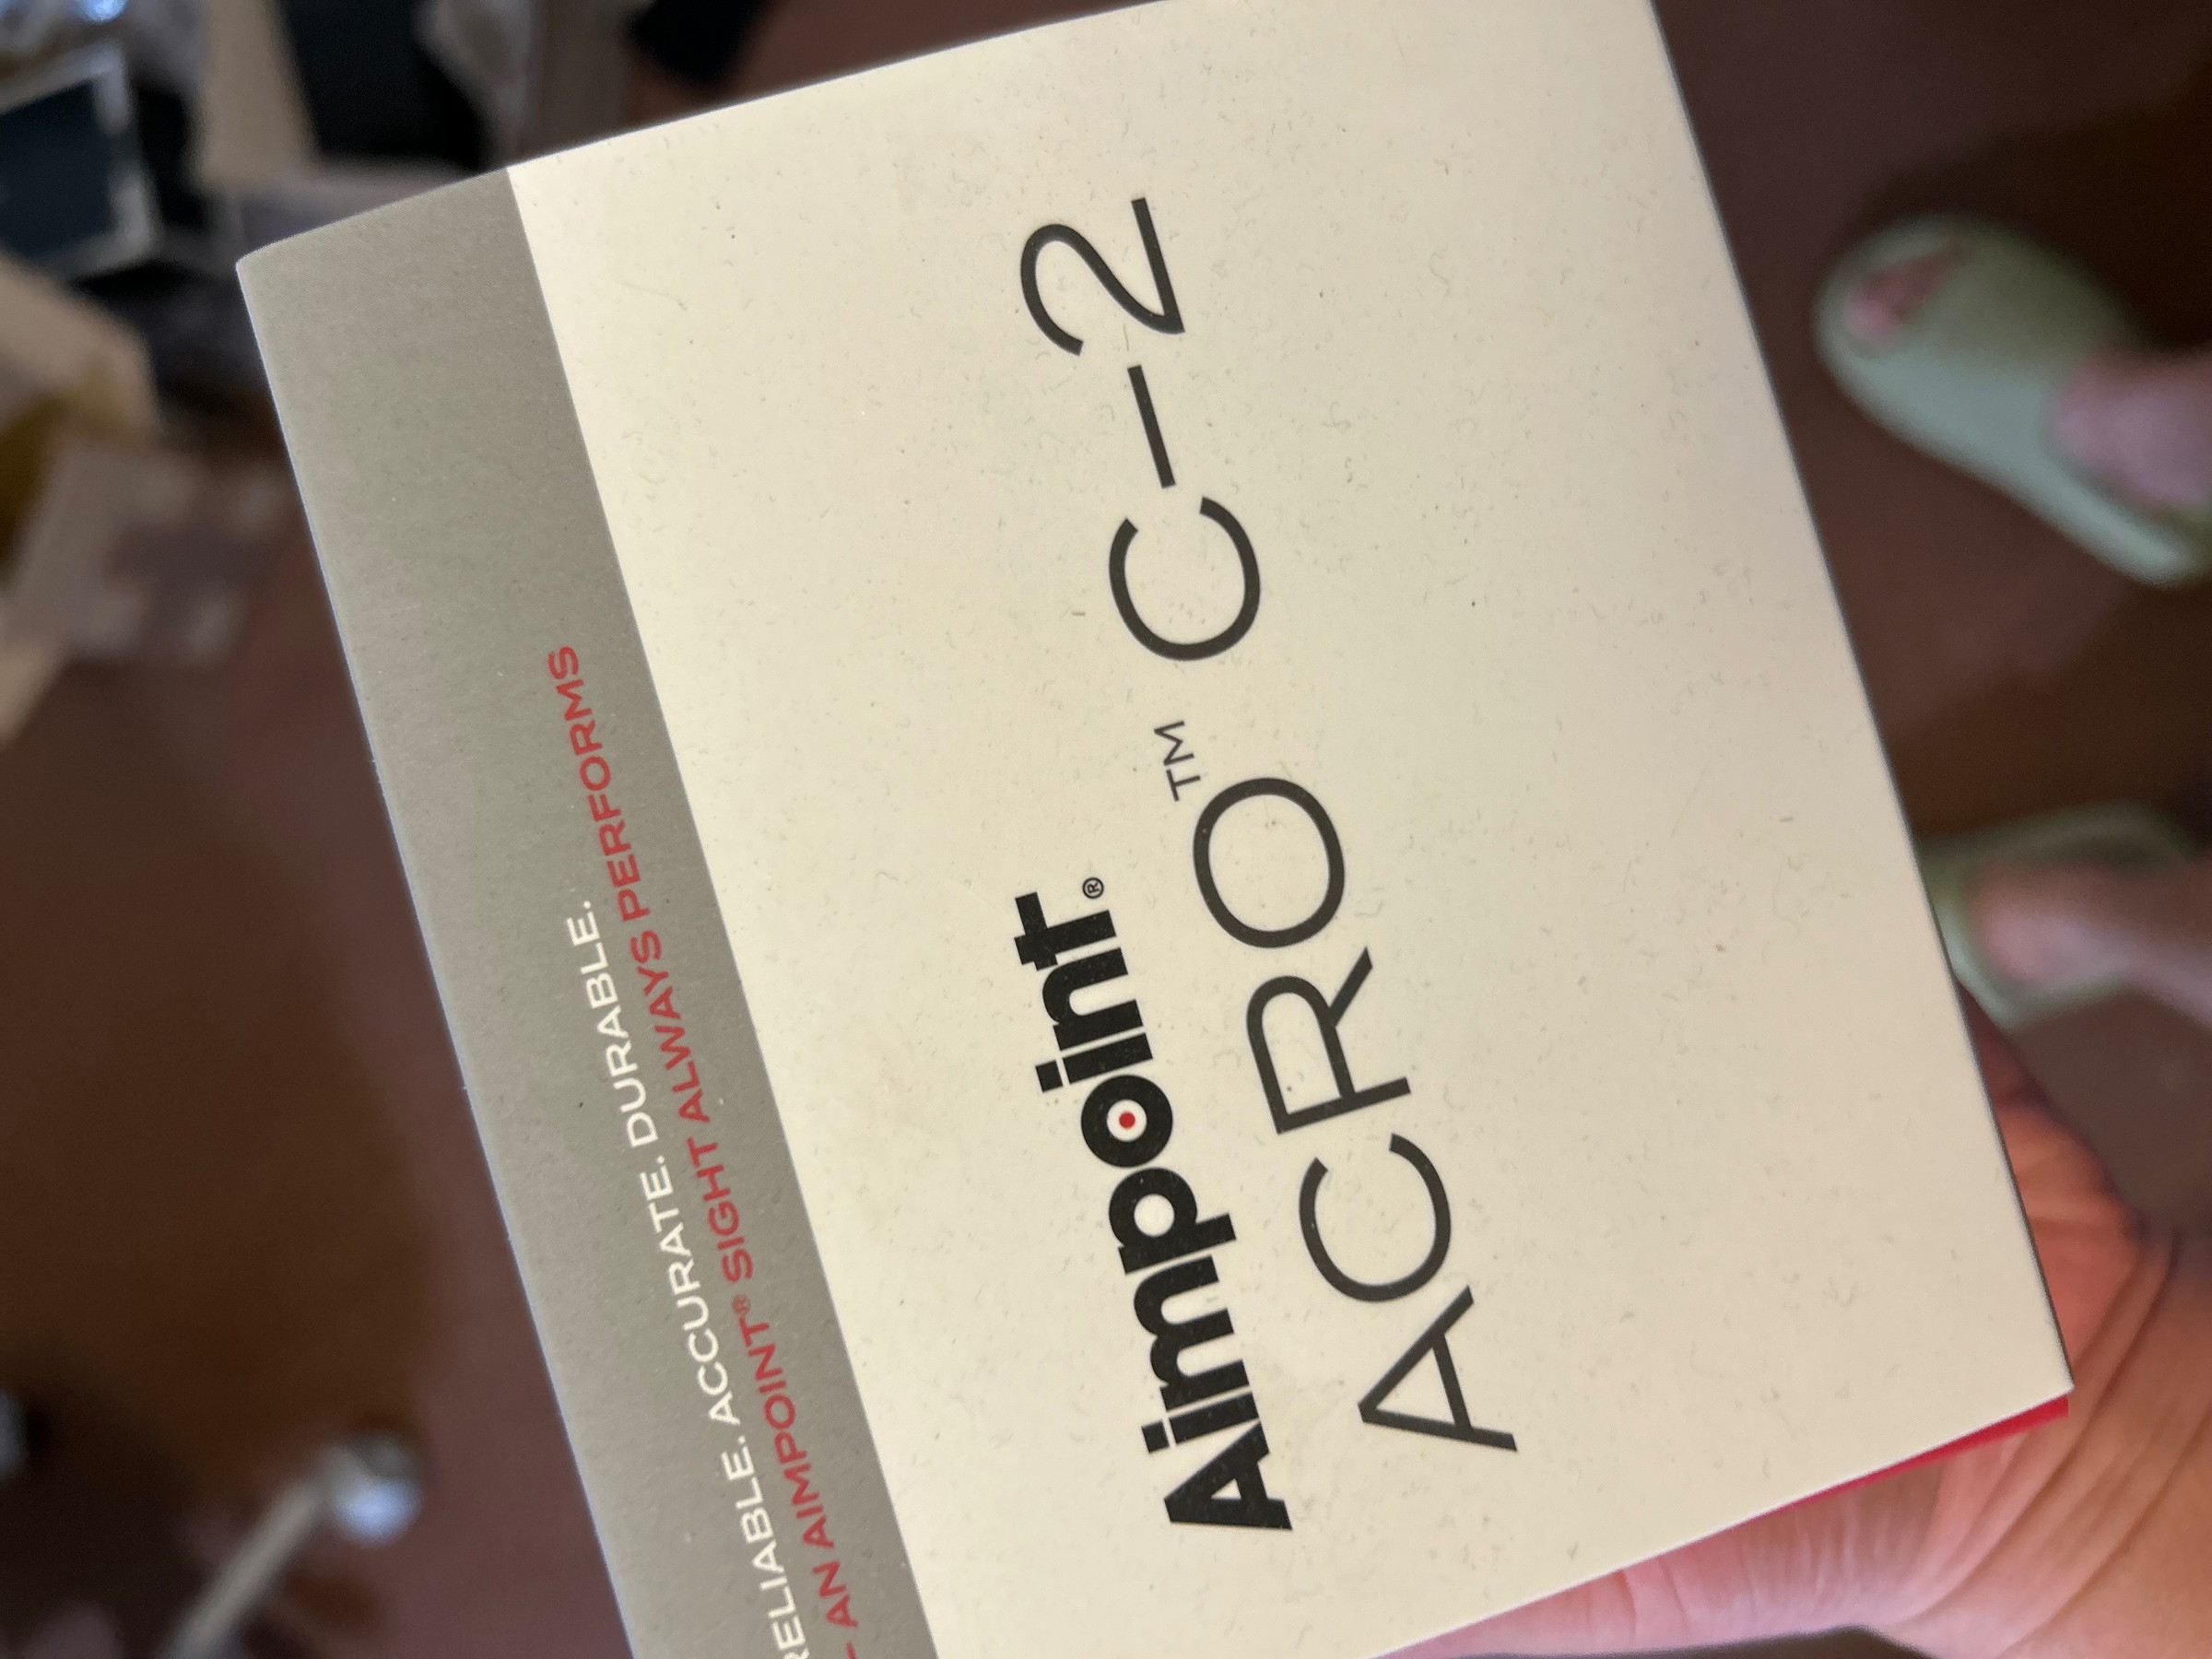 RELIABLE. ACCURATE. DURABLE.
– AN AIMPOINT® SIGHT ALWAYS PERFORMS
Aimpoint®
ACRO™ C-2